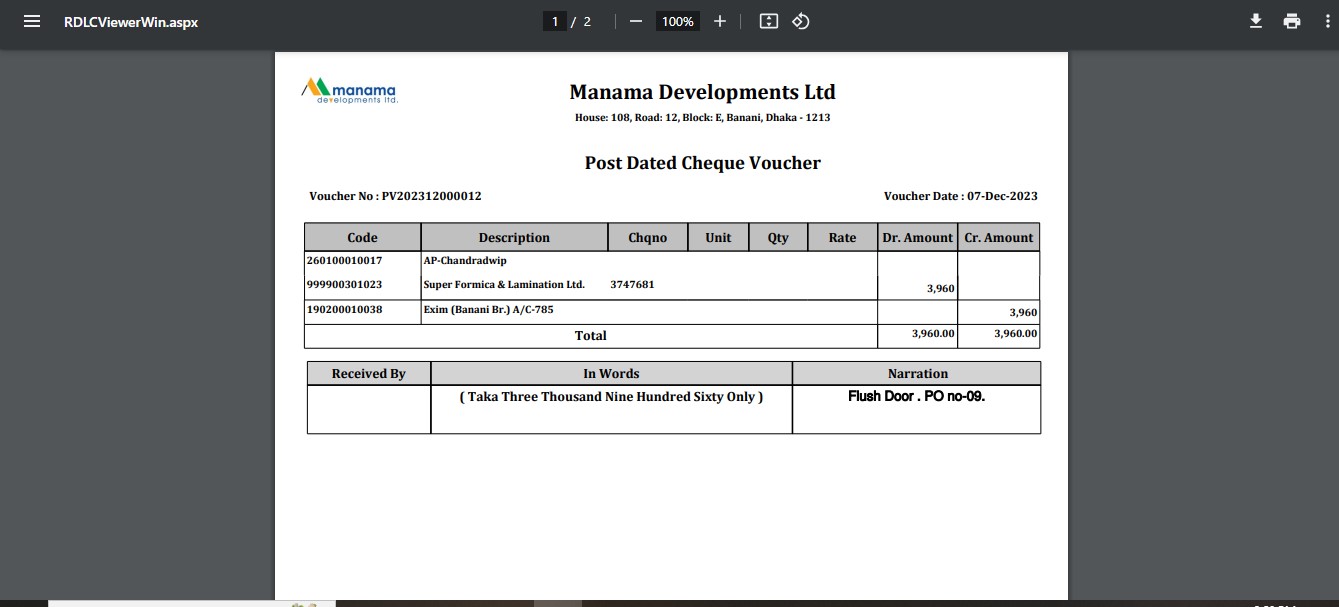 RDLCViewerWin.aspx
1 / 2
100%
manama
developments ltd.
Manama Developments Ltd
House: 108, Road: 12, Block: E, Banani, Dhaka - 1213
Post Dated Cheque Voucher
Voucher No : PV202312000012 Voucher Date : 07-Dec-2023
Code Description Chqno Unit Qty Rate Dr. Amount Cr. Amount
260100010017 AP-Chandradwip
999900301023 Super Formica & Lamination Ltd. 3747681 3,960
190200010038 Exim (Banani Br.) A/C-785 3,960
Total 3,960.00 3,960.00
Received By In Words Narration
( Taka Three Thousand Nine Hundred Sixty Only ) Flush Door . PO no-09.